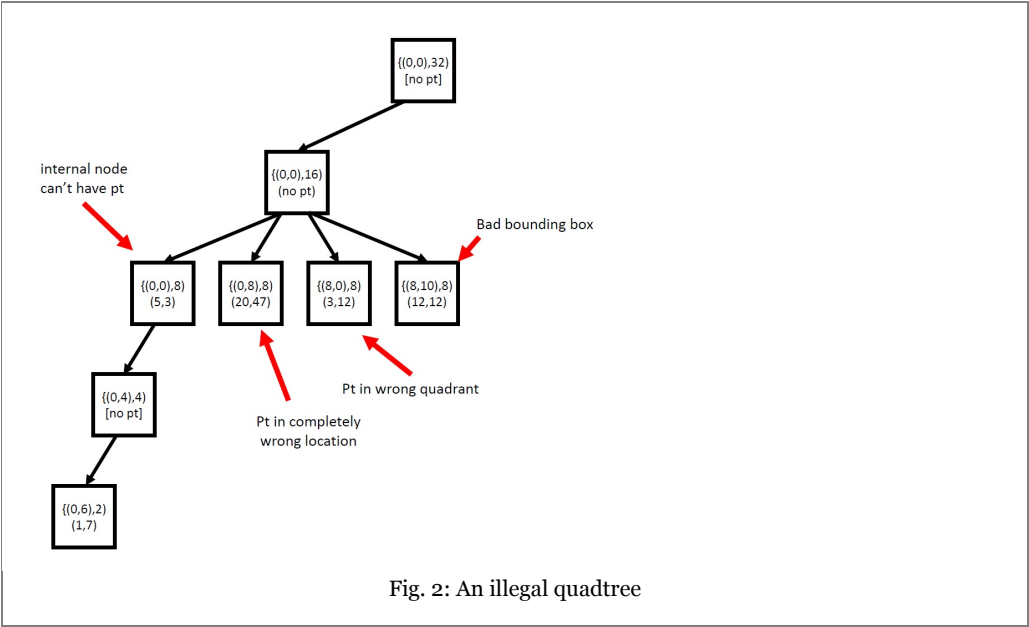 {(0,0),32)
[no pt]
{(0,0),16)
(no pt)
internal node
can't have pt
Bad bounding box
{(0,0),8)
(5,3)
{(0,8),8)
(20,47)
{(8,0),8)
(3,12)
{(8,10),8)
(12,12)
Pt in wrong quadrant
{(0,4),4)
[no pt]
Pt in completely
wrong location
{(0,6),2)
(1,7)
Fig. 2: An illegal quadtree